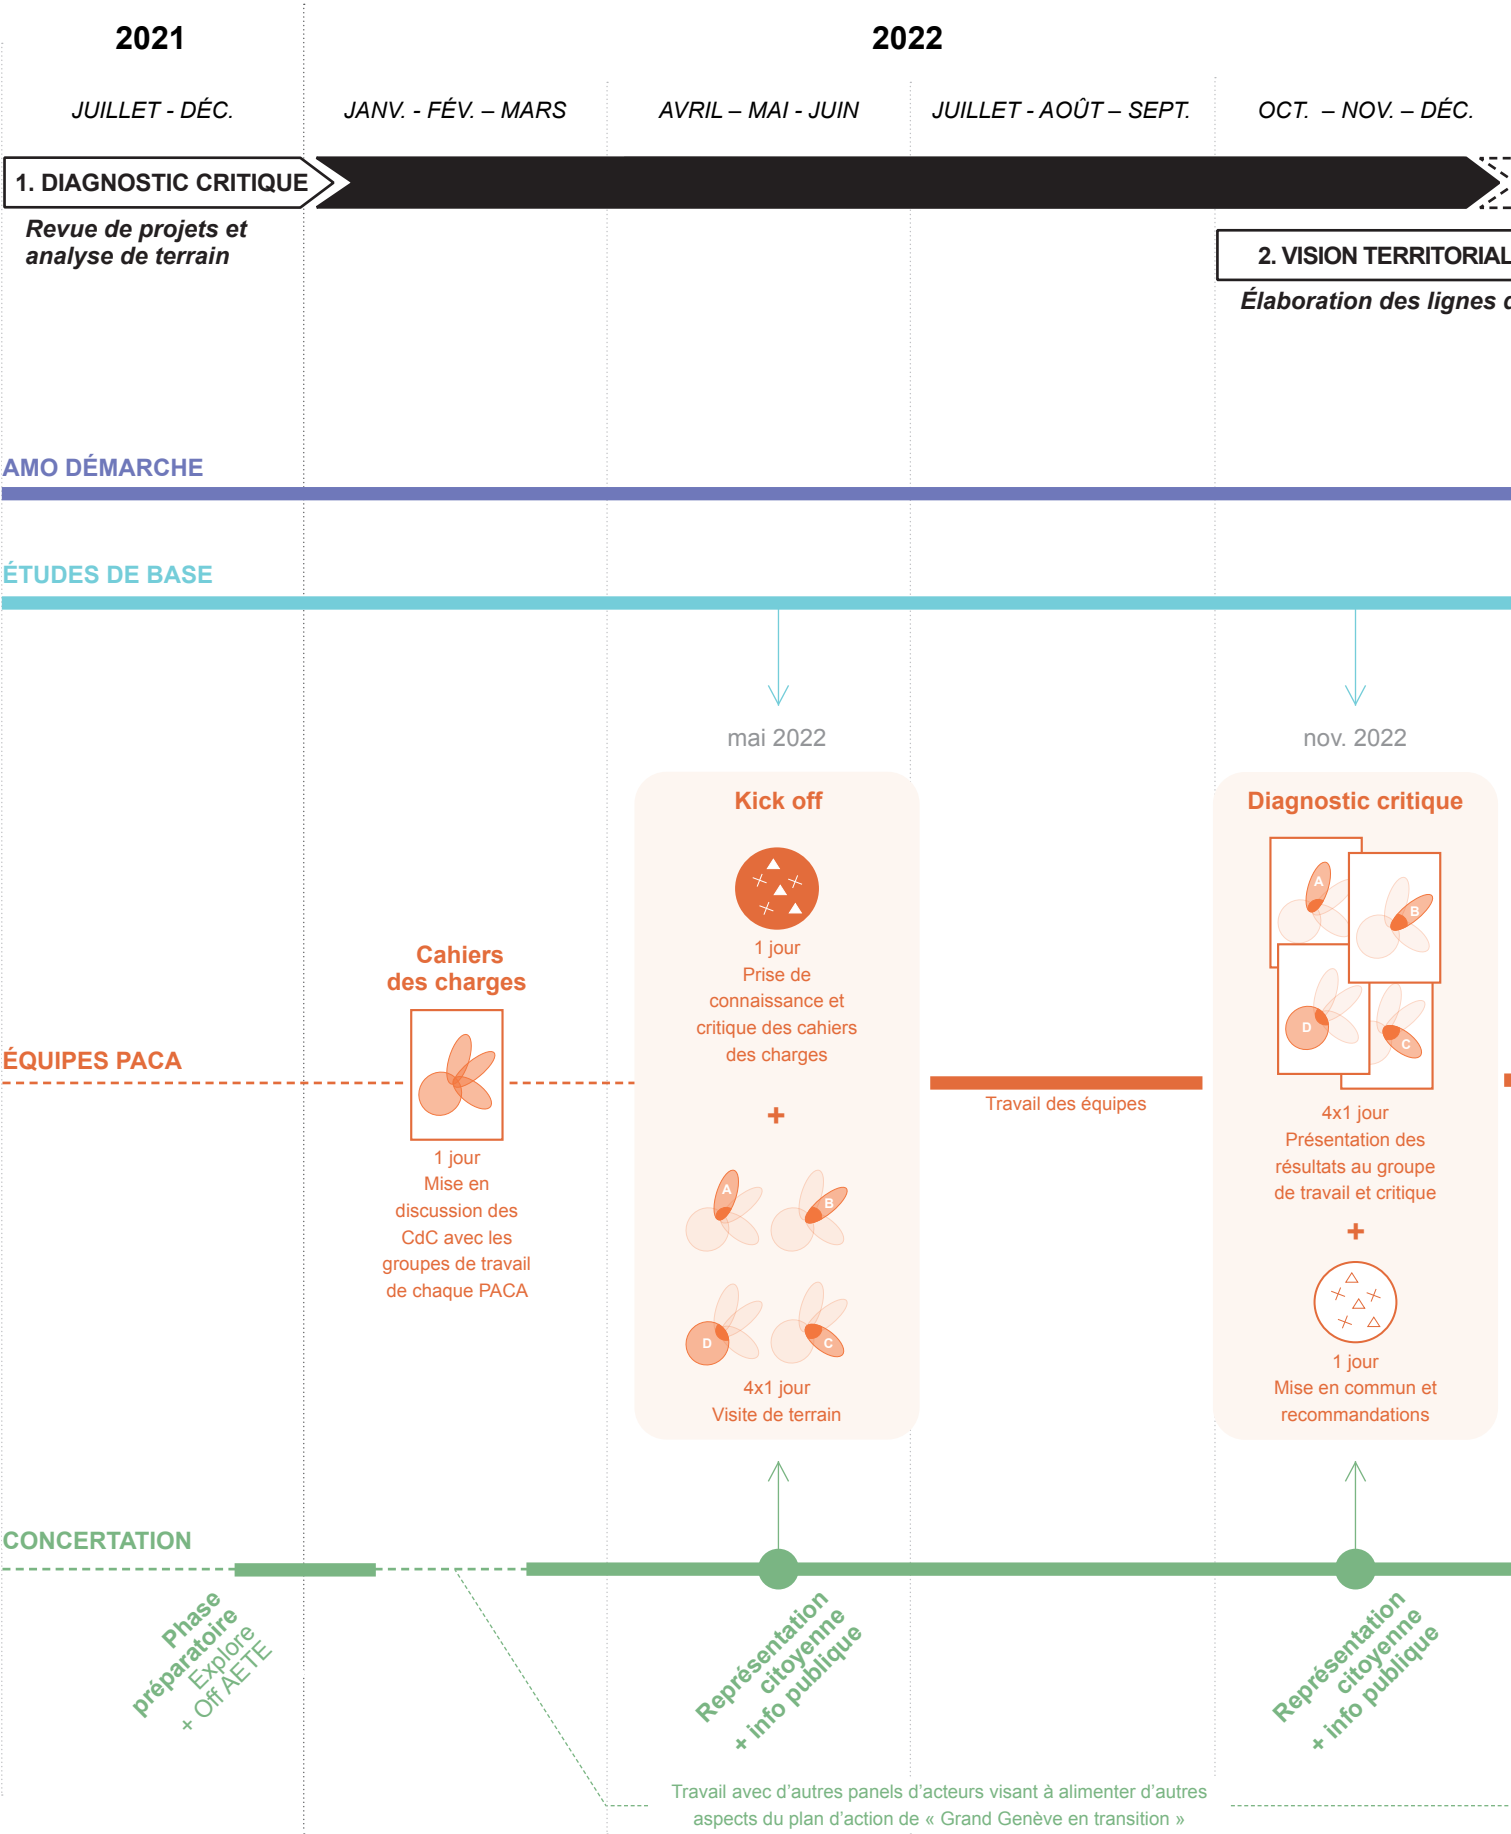 2021
2022
JUILLET - DÉC.
JANV. - FÉV. – MARS
AVRIL – MAI - JUIN
JUILLET - AOÛT – SEPT.
OCT. – NOV. – DÉC.
1. DIAGNOSTIC CRITIQUE
Revue de projets et
analyse de terrain
2. VISION TERRITORIAL
Élaboration des lignes
AMO DÉMARCHE
ÉTUDES DE BASE
mai 2022
nov. 2022
ÉQUIPES PACA
Cahiers
des charges
1 jour
Mise en
discussion des
CdC avec les
groupes de travail
de chaque PACA
Kick off
1 jour
Prise de
connaissance et
critique des cahiers
des charges
+
A
B
D
C
4x1 jour
Visite de terrain
Travail des équipes
Diagnostic critique
A
B
D
C
4x1 jour
Présentation des
résultats au groupe
de travail et critique
+
1 jour
Mise en commun et
recommandations
CONCERTATION
Phase
préparatoire
Explore
+ Off AETE
Représentation
citoyenne
+ info publique
Représentation
citoyenne
+ info publique
Travail avec d’autres panels d’acteurs visant à alimenter d’autres
aspects du plan d’action de « Grand Genève en transition »